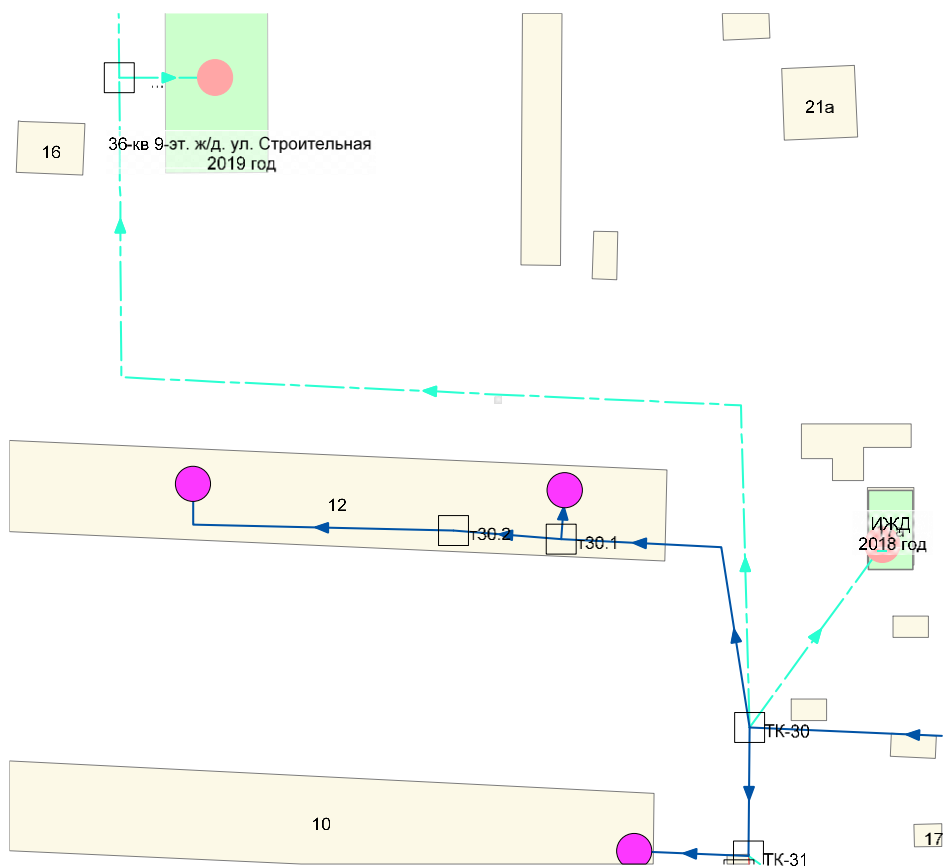 21а
...
16
36-кв 9-эт. ж/д. ул. Строительная
2019 год
12
т30.2
т30.1
ИЖД
2018 год
ТК-30
10
17
ТК-31